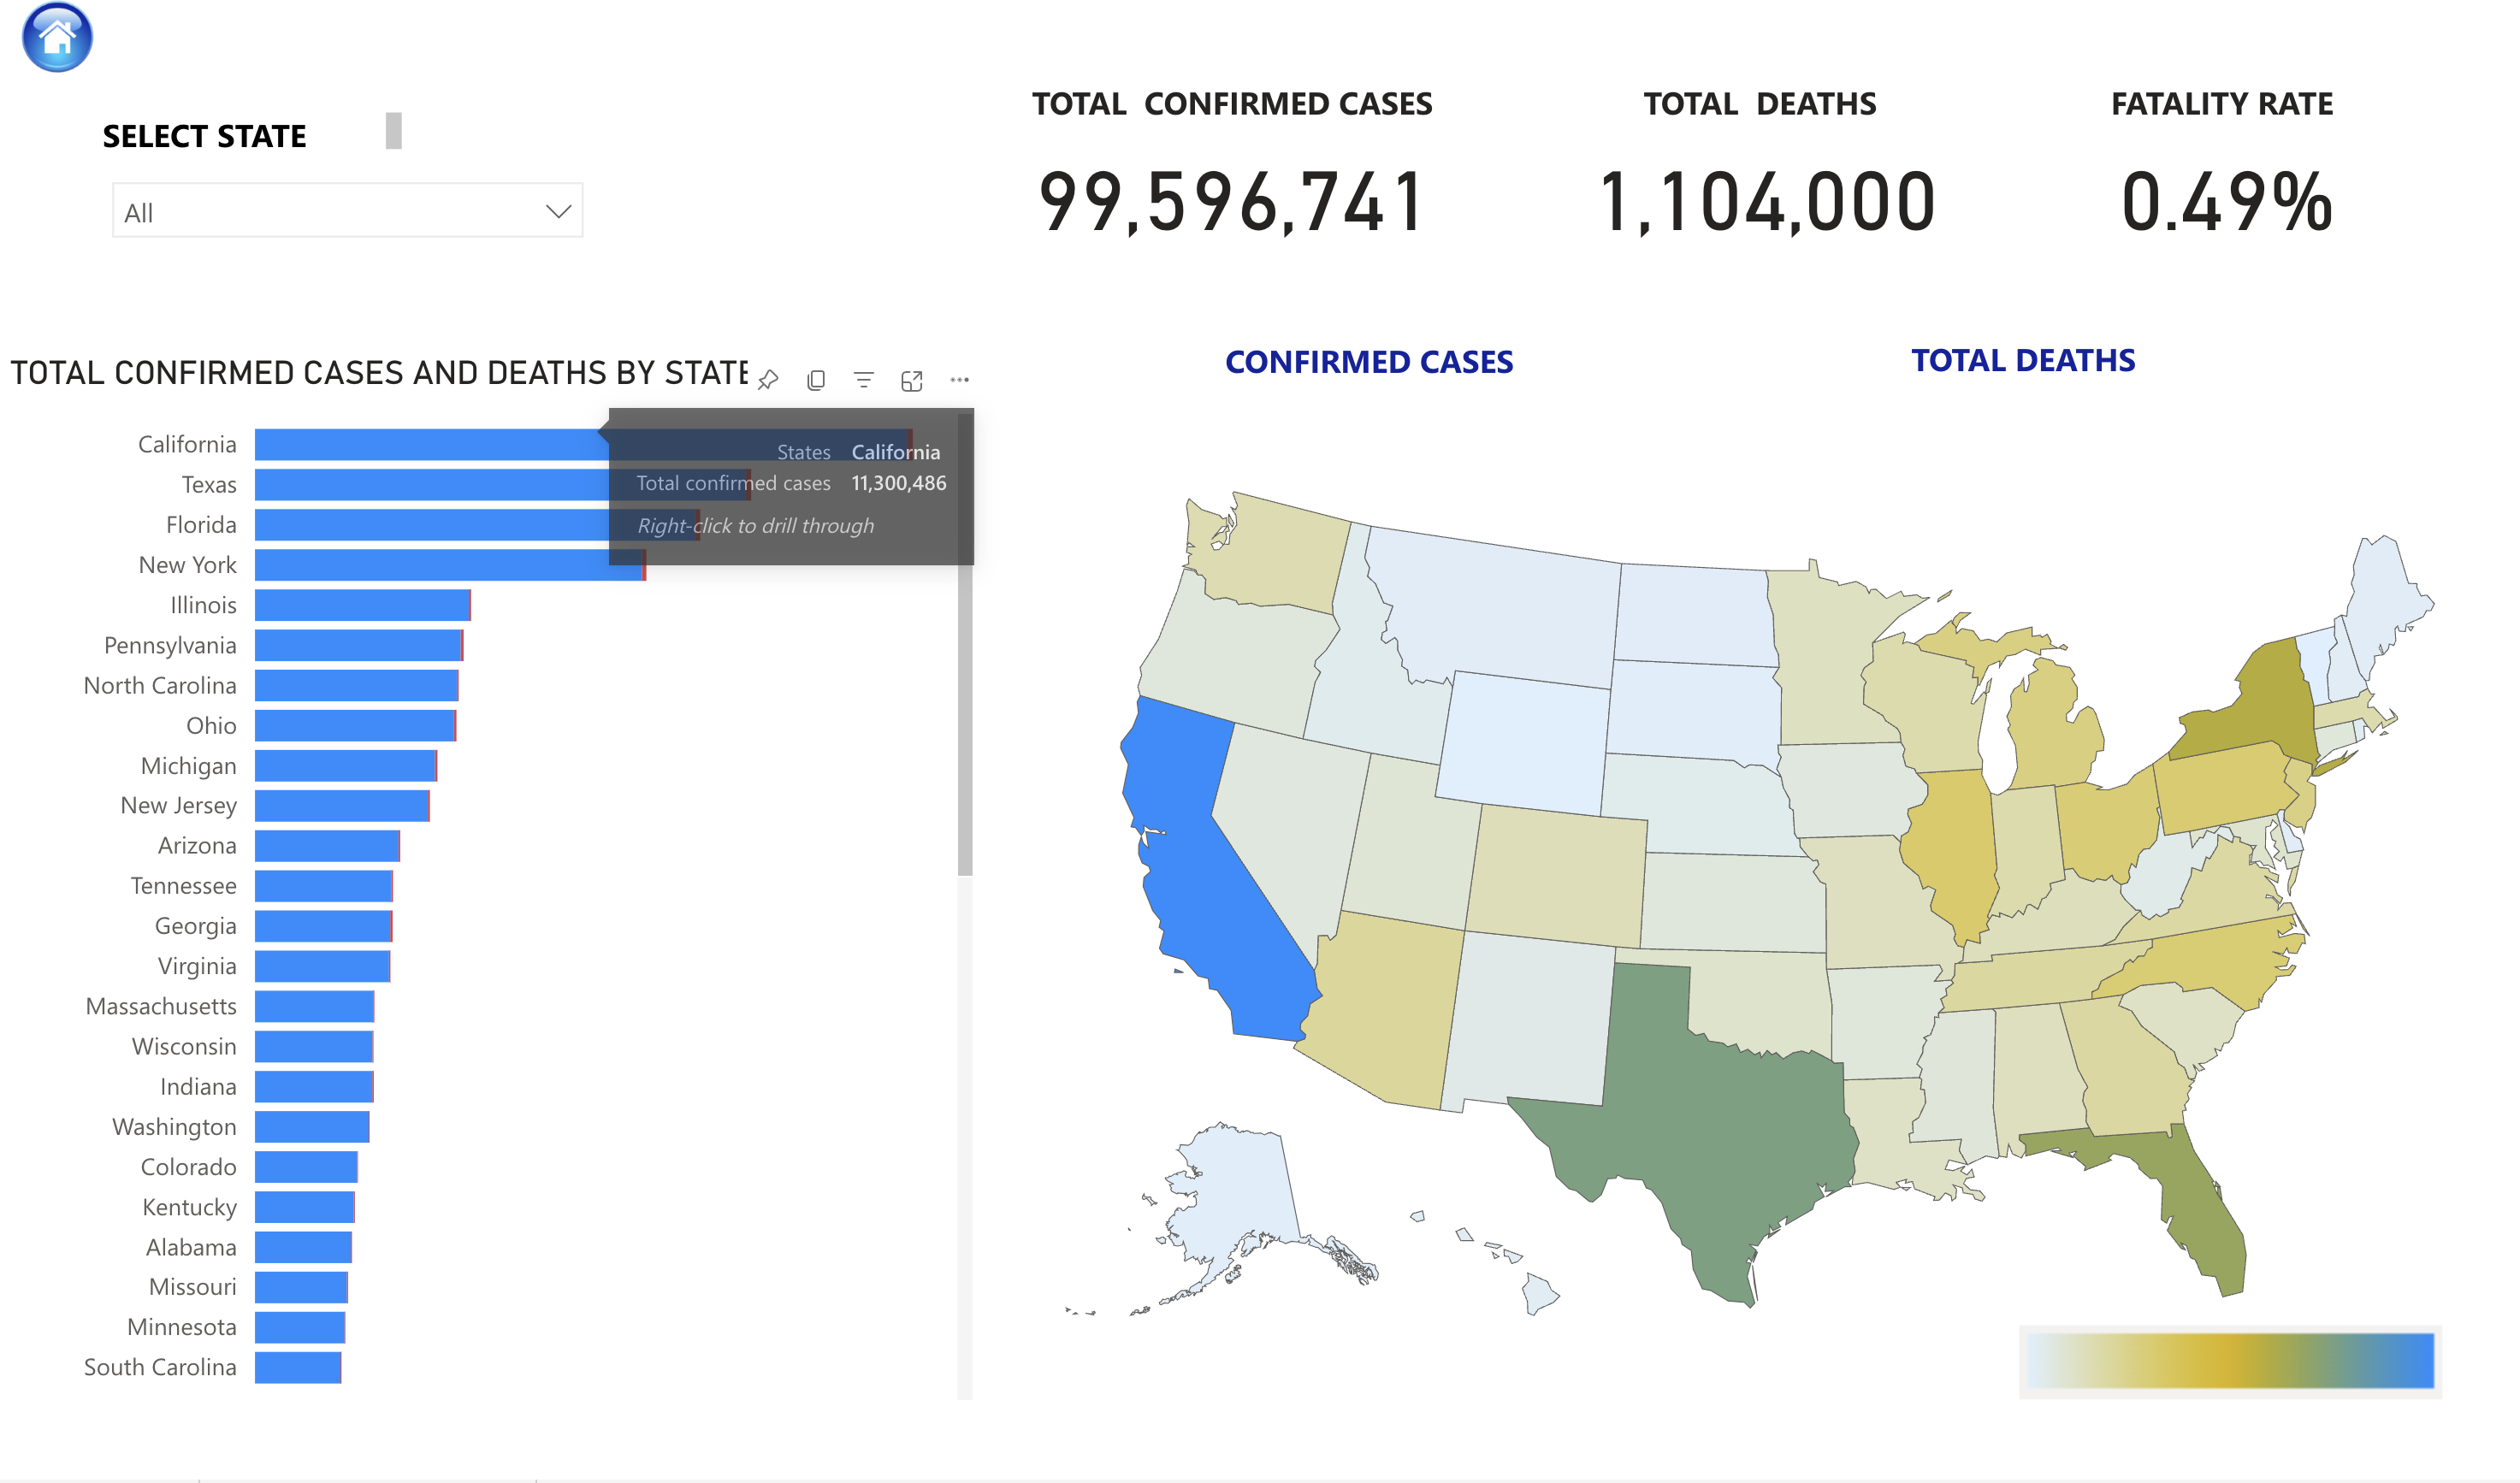 SELECT STATE
All
TOTAL CONFIRMED CASES
99,596,741
TOTAL DEATHS
1,104,000
FATALITY RATE
0.49%
TOTAL CONFIRMED CASES AND DEATHS BY STATE
California
Texas
Florida
New York
Illinois
Pennsylvania
North Carolina
Ohio
Michigan
New Jersey
Arizona
Tennessee
Georgia
Virginia
Massachusetts
Wisconsin
Indiana
Washington
Colorado
Kentucky
Alabama
Missouri
Minnesota
South Carolina
States California
Total confirmed cases 11,300,486
Right-click to drill through
CONFIRMED CASES
TOTAL DEATHS